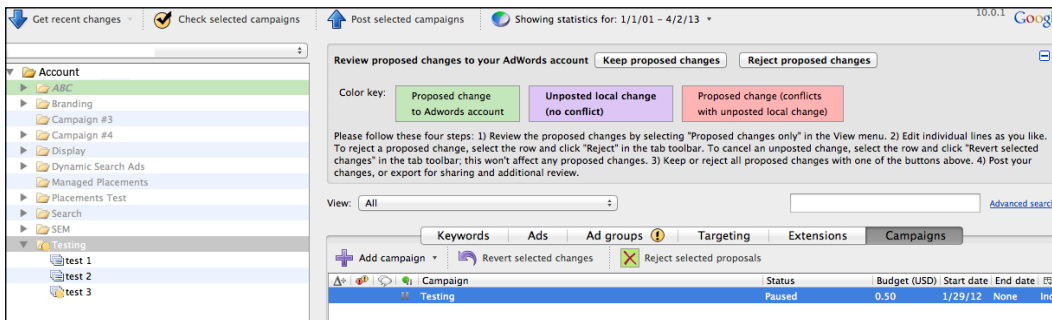 Get recent changes
Check selected campaigns
Post selected campaigns
Showing statistics for: 1/1/01 - 4/2/13
10.0.1
Account
ABC
Branding
Campaign #3
Campaign #4
Display
Dynamic Search Ads
Managed Placements
Placements Test
Search
SEM
Testing
test 1
test 2
test 3
Review proposed changes to your AdWords account Keep proposed changes Reject proposed changes
Color key:
Proposed change
to Adwords account
Unposted local change
(no conflict)
Proposed change (conflicts
with unposted local change)
Please follow these four steps: 1) Review the proposed changes by selecting "Proposed changes only" in the View menu. 2) Edit individual lines as you like.
To reject a proposed change, select the row and click "Reject" in the tab toolbar. To cancel an unposted change, select the row and click "Revert selected
changes" in the tab toolbar; this won't affect any proposed changes. 3) Keep or reject all proposed changes with one of the buttons above. 4) Post your
changes, or export for sharing and additional review.
View: All
Advanced searc
Keywords Ads Ad groups Targeting Extensions Campaigns
Add campaign Revert selected changes Reject selected proposals
Campaign Status Budget (USD) Start date End date
Testing Paused 0.50 1/29/12 None